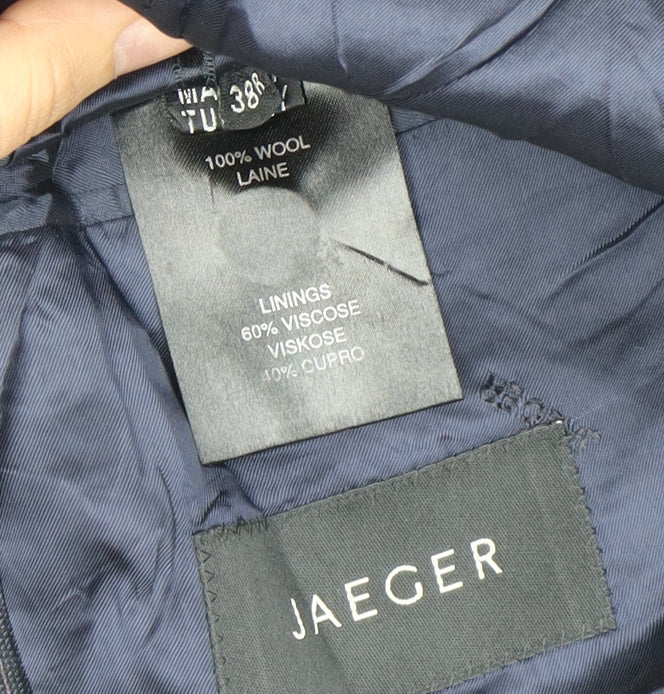 38R
100% WOOL
LAINE
LININGS
60% VISCOSE
VISKOSE
40% CUPRO
JAEGER